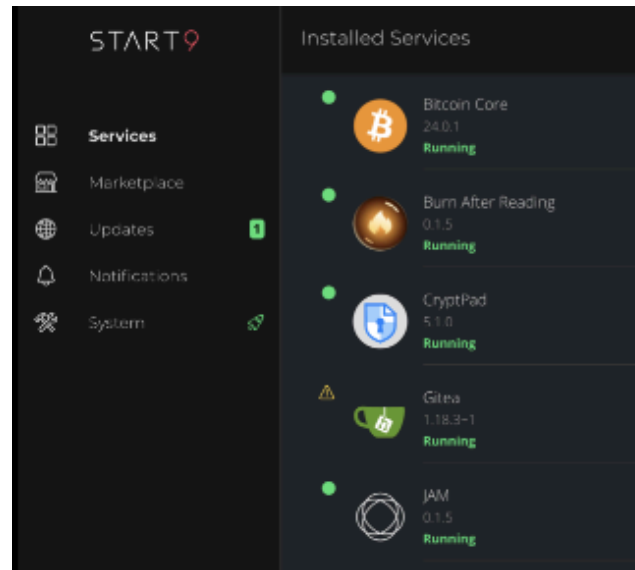 START9
Services
Marketplace
Updates 1
Notifications
System
Installed Services
Bitcoin Core
24.0.1
Running
Burn After Reading
0.1.5
Running
CryptPad
5.1.0
Running
Gitea
1.18.3~1
Running
JAM
0.1.5
Running